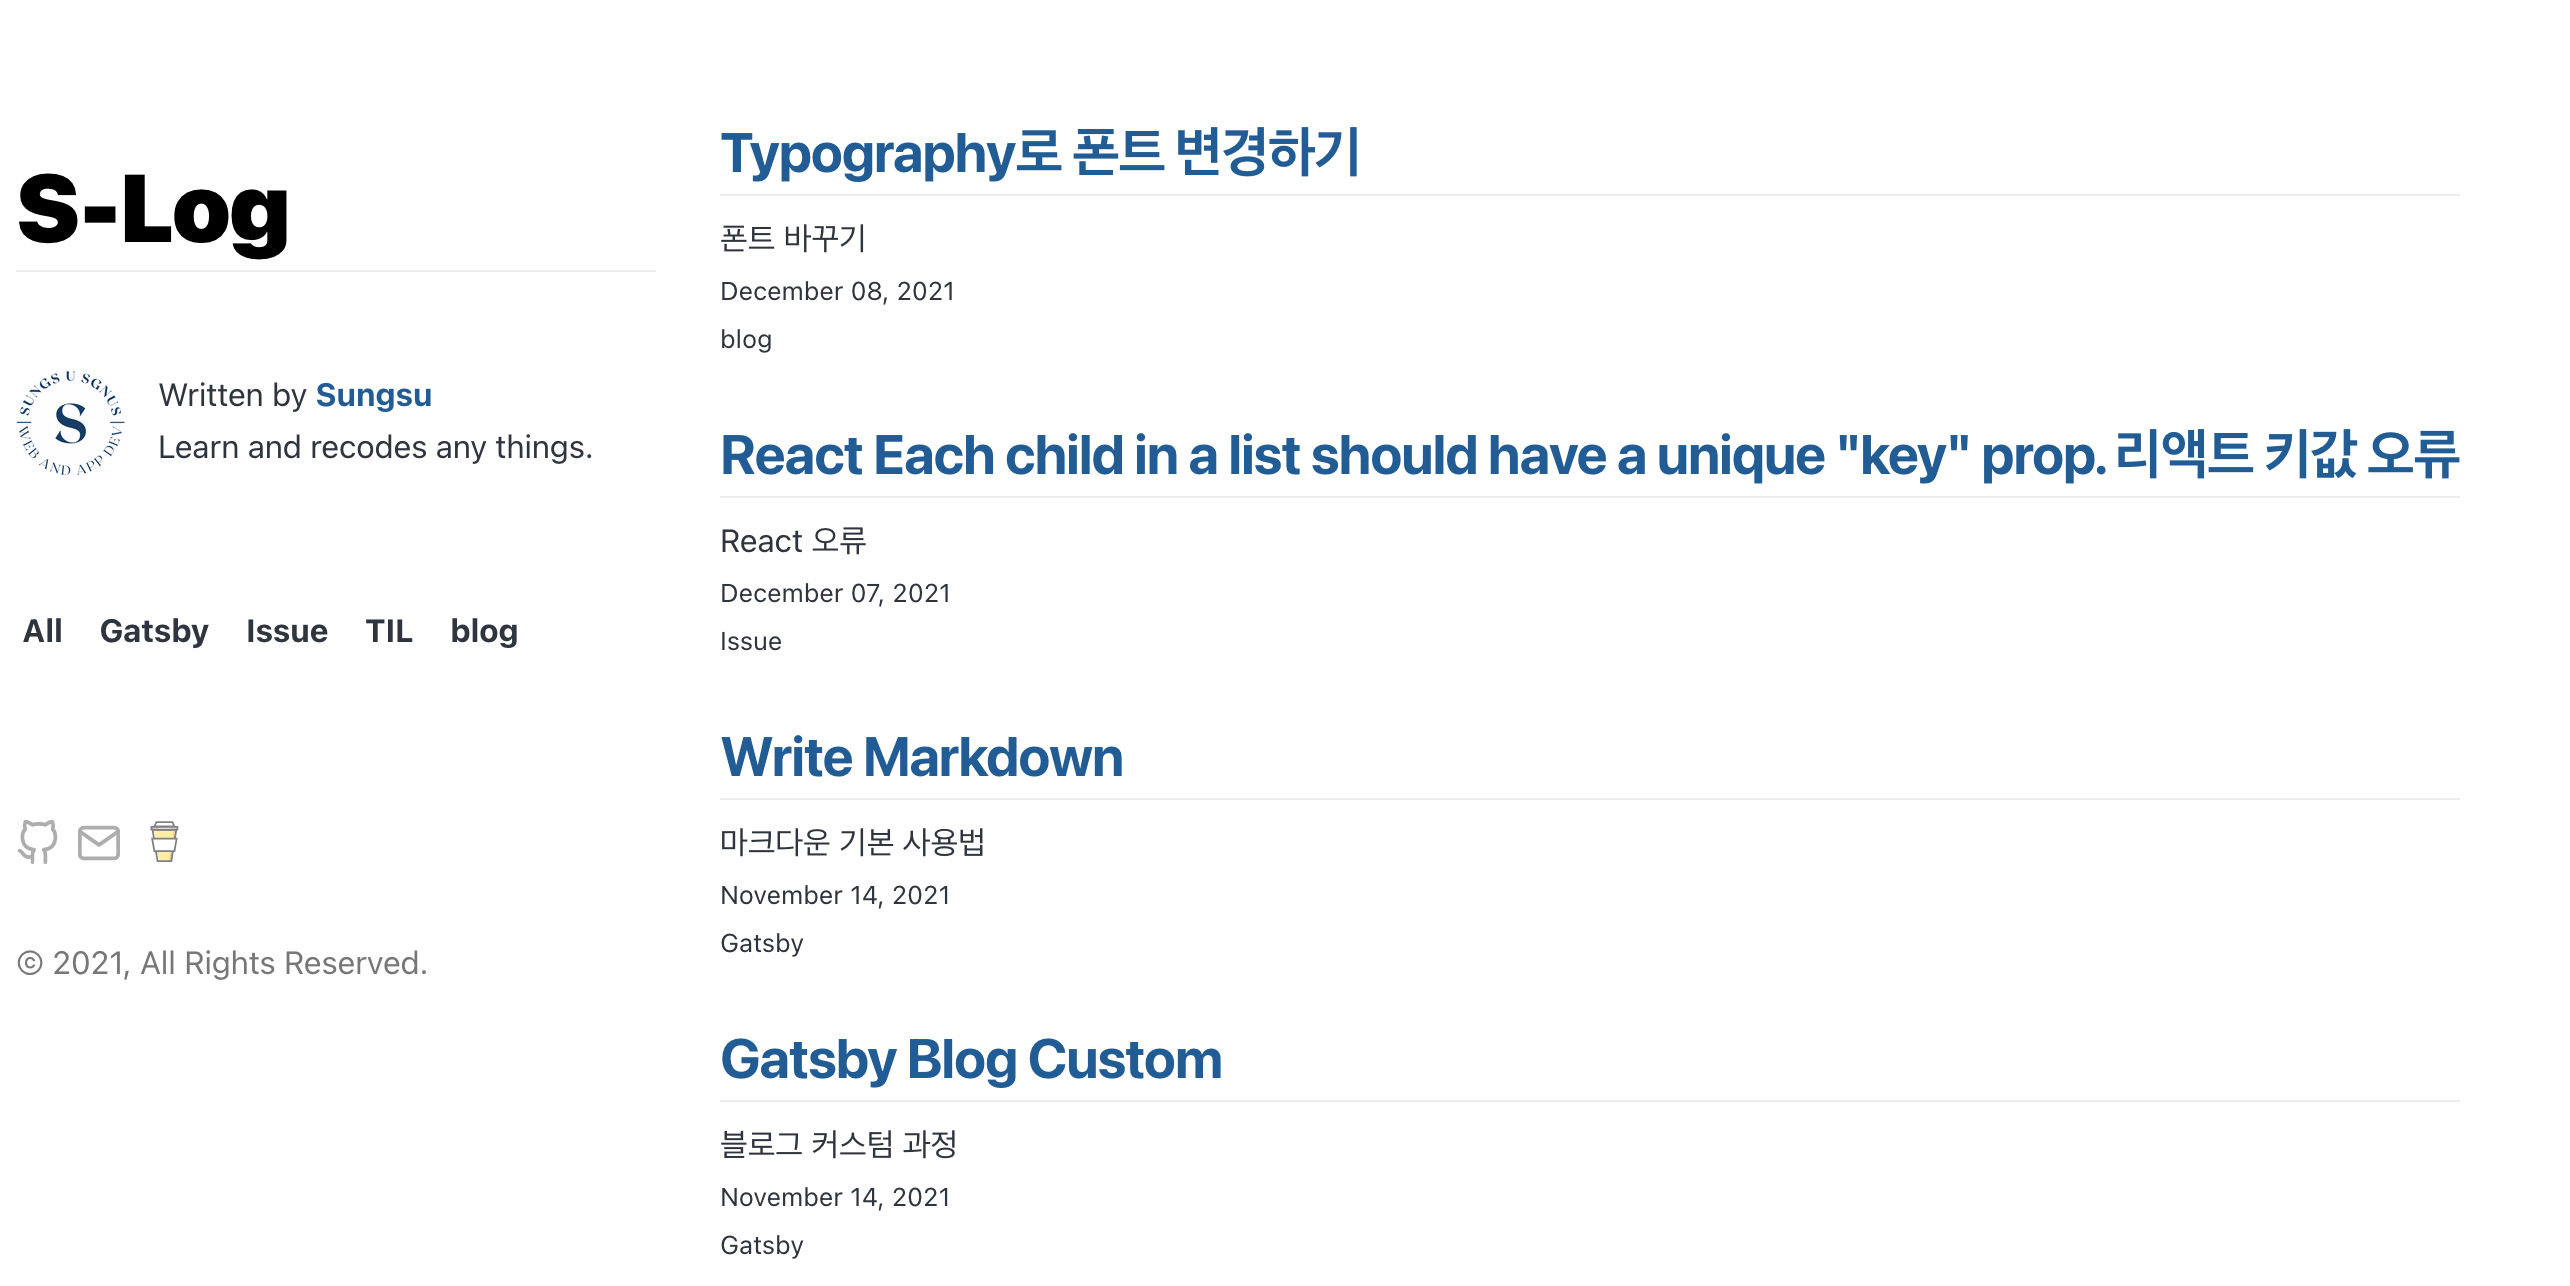 S-Log
SUNGS U SGNUS
S
WEB AND APP DEV
Written by Sungsu
Learn and recodes any things.
All Gatsby Issue TIL blog
© 2021, All Rights Reserved.
Typography로 폰트 변경하기
폰트 바꾸기
December 08, 2021
blog
React Each child in a list should have a unique "key" prop. 리액트 키값 오류
React 오류
December 07, 2021
Issue
Write Markdown
마크다운 기본 사용법
November 14, 2021
Gatsby
Gatsby Blog Custom
블로그 커스텀 과정
November 14, 2021
Gatsby